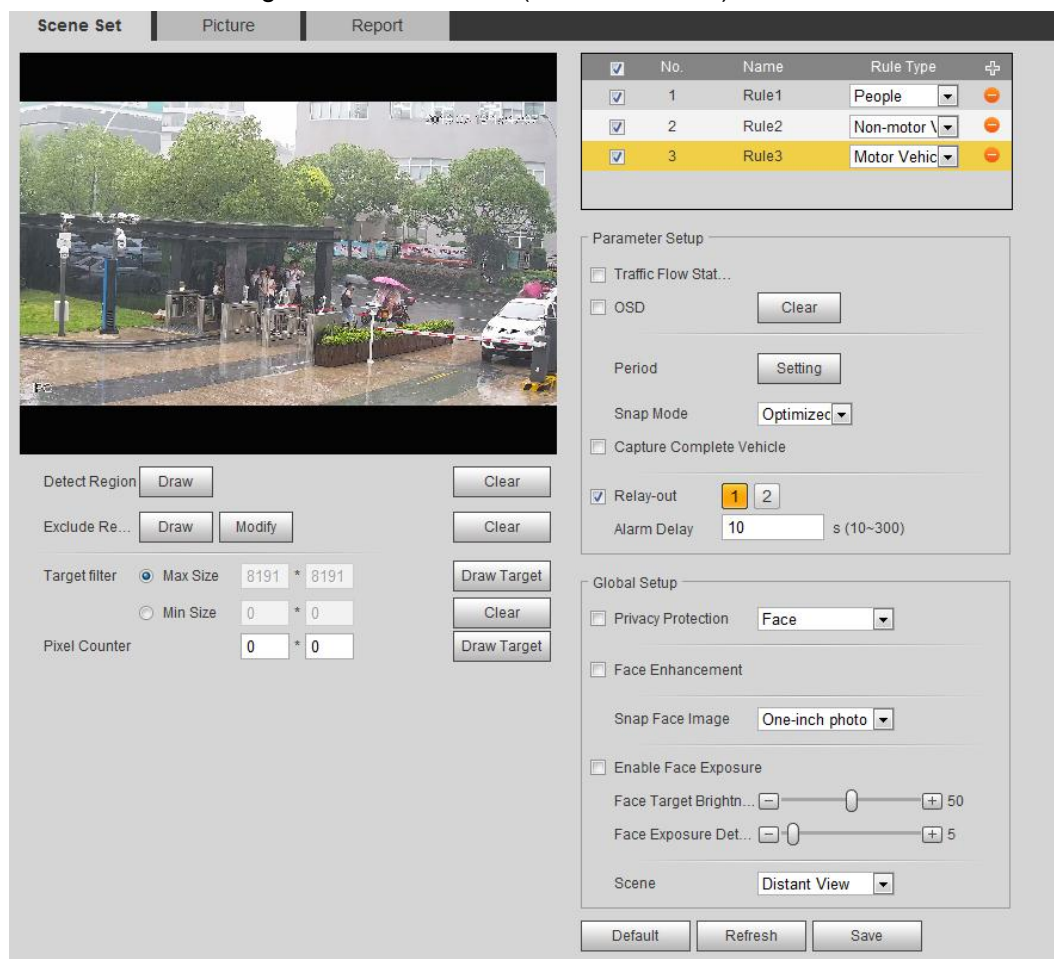 Scene Set Picture Report
No. Name Rule Type
1 Rule1 People
2 Rule2 Non-motor V
3 Rule3 Motor Vehic
Parameter Setup
Traffic Flow Stat...
OSD Clear
Period Setting
Snap Mode Optimized
Capture Complete Vehicle
Relay-out 1 2
Alarm Delay 10 s (10~300)
Detect Region Draw Clear
Exclude Re... Draw Modify Clear
Target filter Max Size 8191 * 8191 Draw Target
Min Size 0 * 0 Clear
Pixel Counter 0 * 0 Draw Target
Global Setup
Privacy Protection Face
Face Enhancement
Snap Face Image One-inch photo
Enable Face Exposure
Face Target Brightn... 50
Face Exposure Det... 5
Scene Distant View
Default Refresh Save